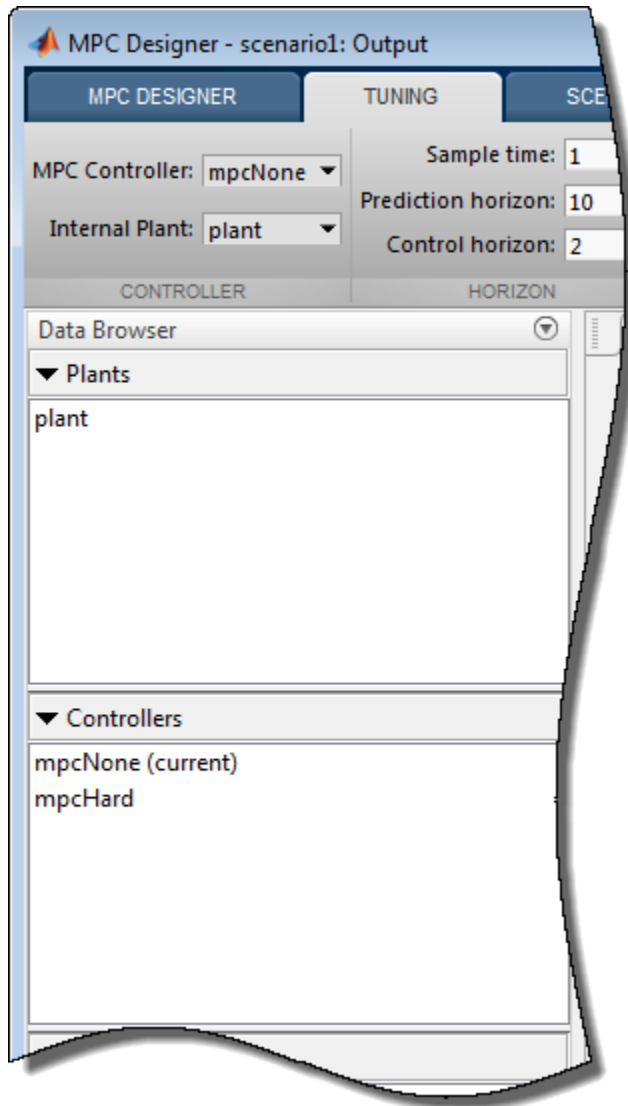 MPC Designer - scenario1: Output
MPC DESIGNER TUNING
MPC Controller: mpcNone
Internal Plant: plant
CONTROLLER
Sample time: 1
Prediction horizon: 10
Control horizon: 2
HORIZON
Data Browser
Plants
plant
Controllers
mpcNone (current)
mpcHard